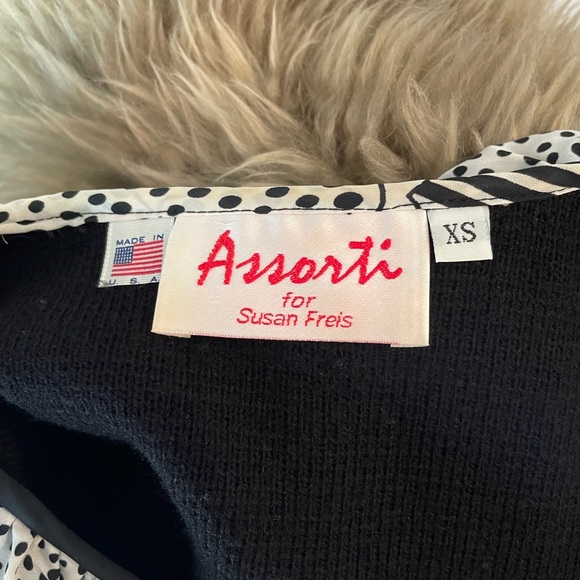 MADE IN
U S A
Assorti
for
Susan Freis
XS